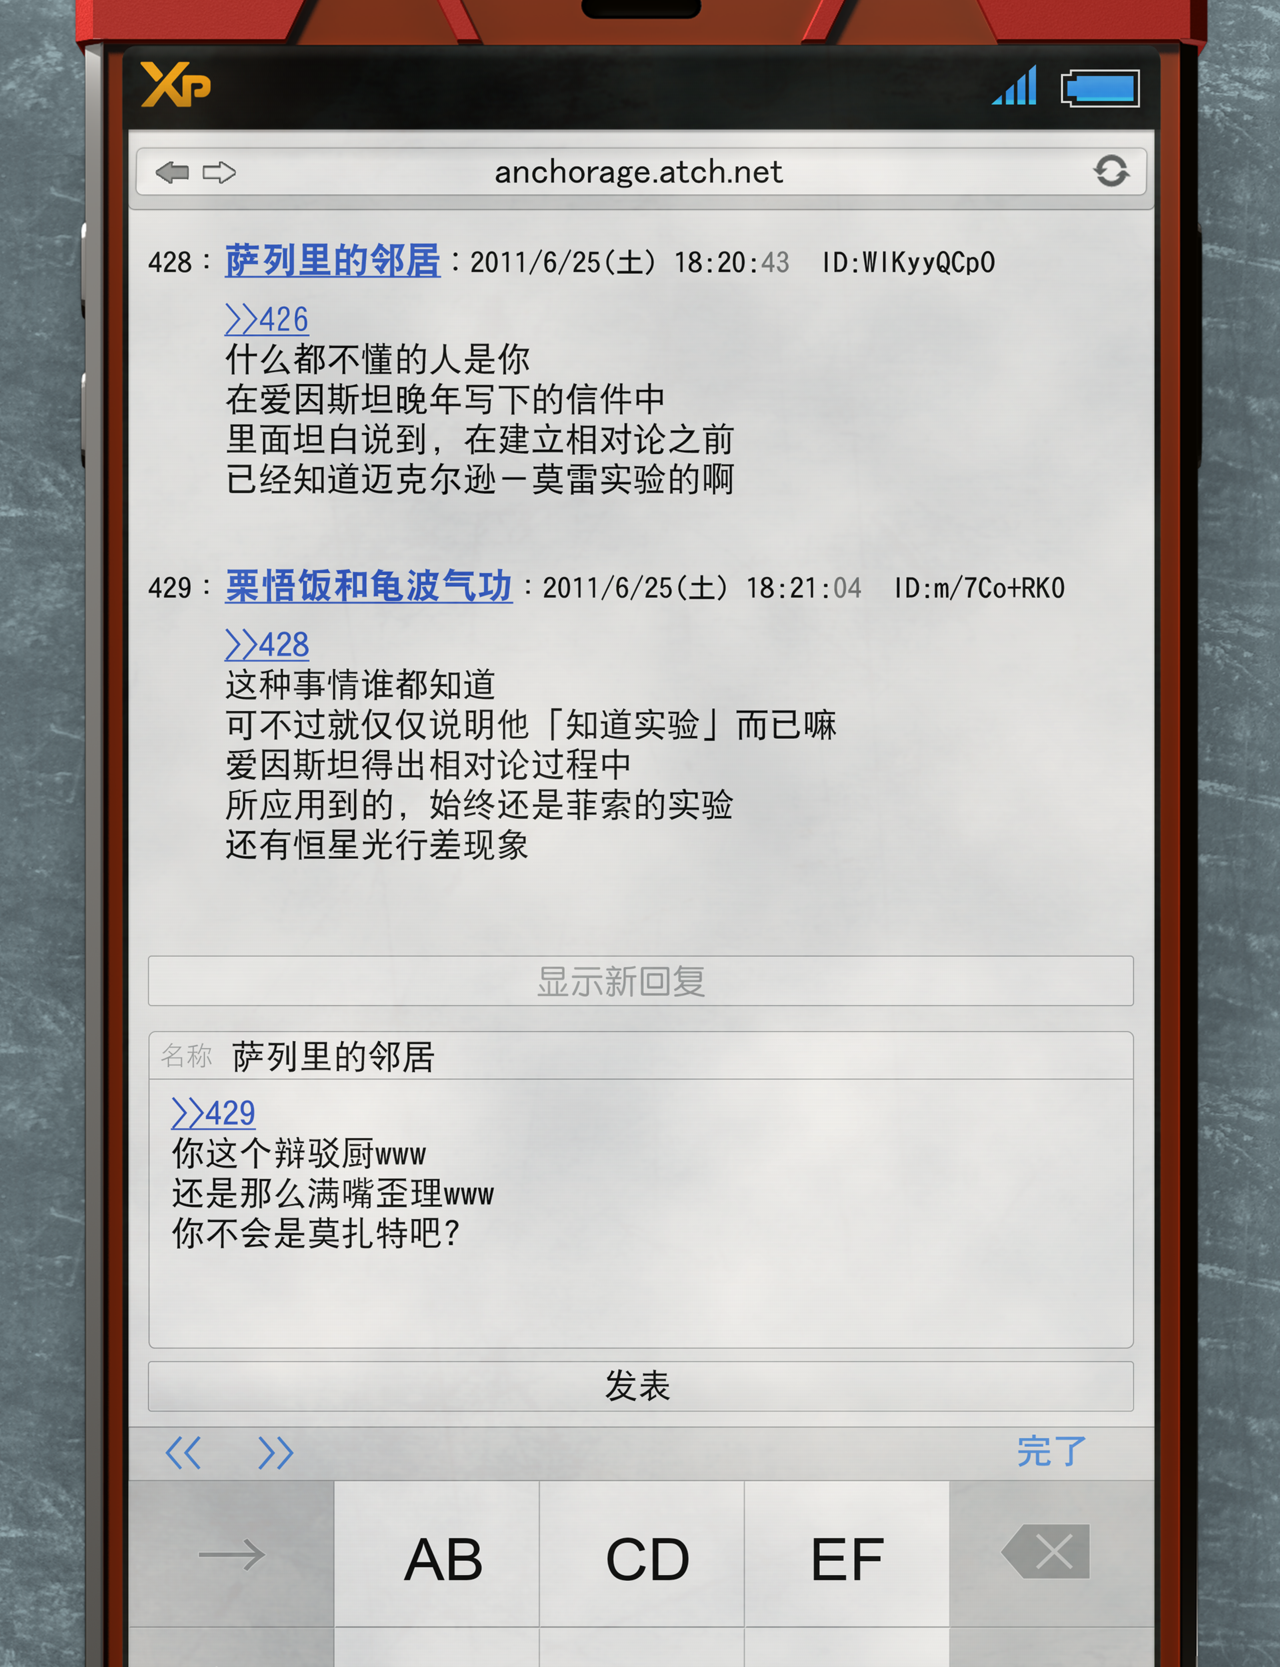 XP
anchorage.atch.net
428：萨列里的邻居：2011/6/25(土) 18:20:43 ID:WIKyyQCpO
>>426
什么都不懂的人是你
在爱因斯坦晚年写下的信件中
里面坦白说到，在建立相对论之前
已经知道迈克尔逊－莫雷实验的啊
429：栗悟饭和龟波气功：2011/6/25(土) 18:21:04 ID:m/7Co+RKO
>>428
这种事情谁都知道
可不过就仅仅说明他「知道实验」而已嘛
爱因斯坦得出相对论过程中
所应用到的，始终还是菲索的实验
还有恒星光行差现象
显示新回复
名称 萨列里的邻居
>>429
你这个辩驳厨www
还是那么满嘴歪理www
你不会是莫扎特吧？
发表
完了
AB CD EF